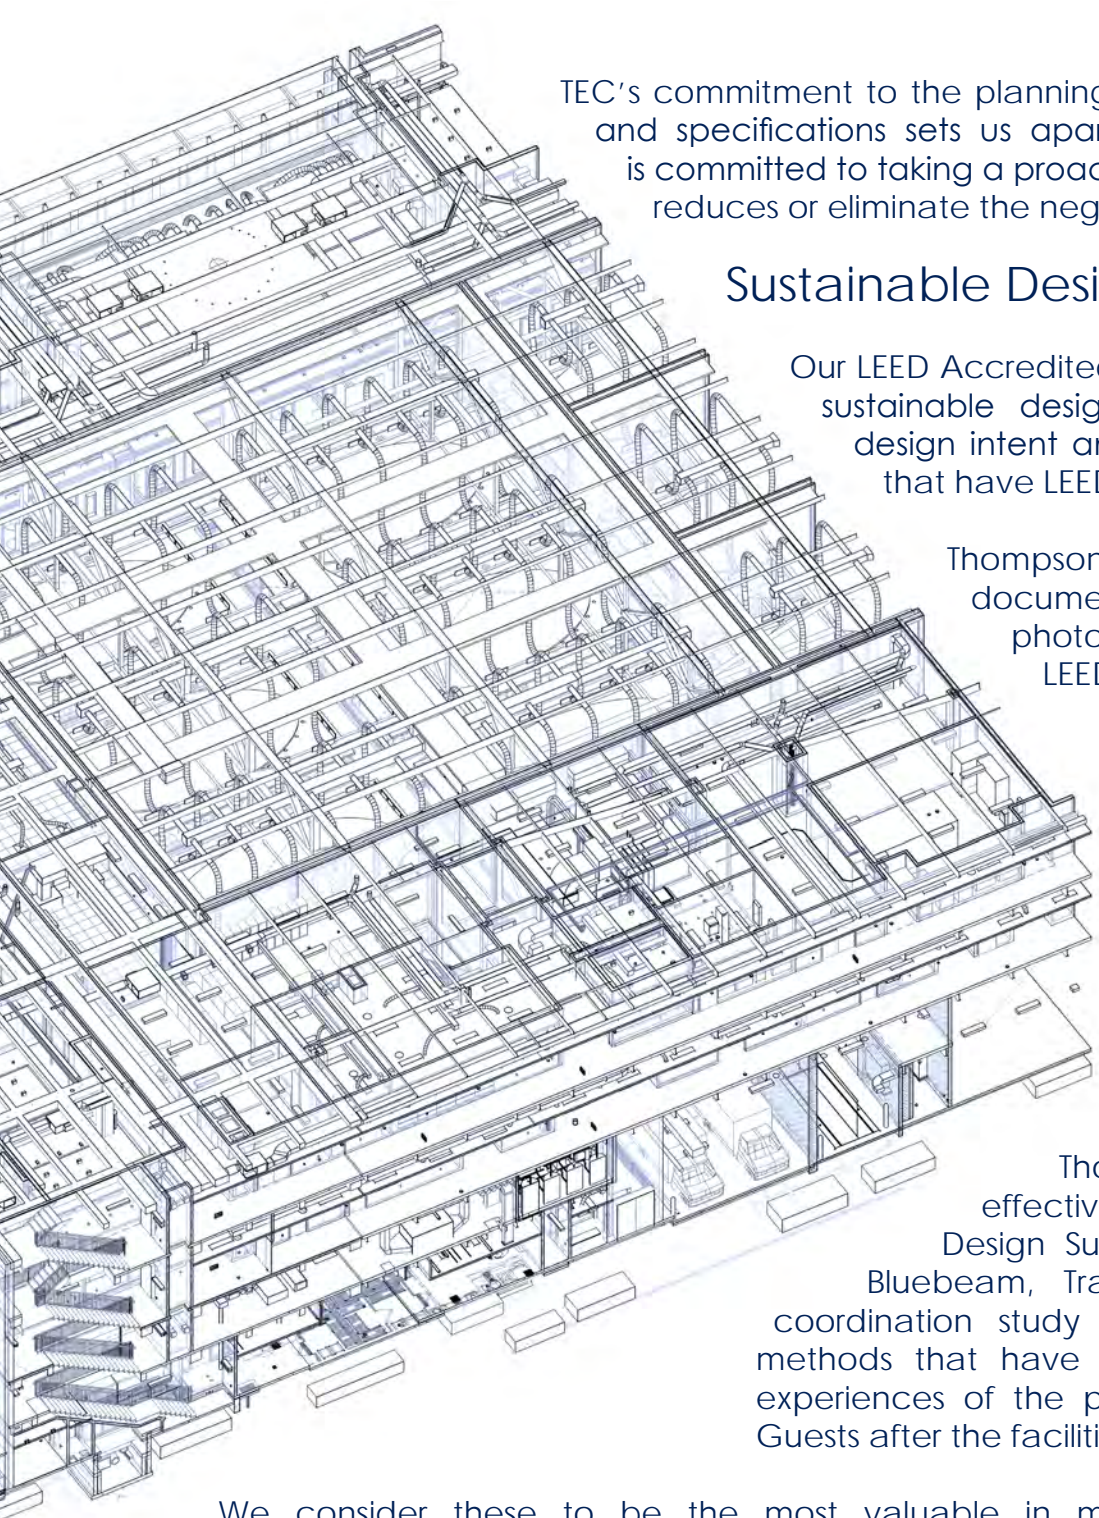 TEC's commitment to the planning
and specifications sets us apar
is committed to taking a proac
reduces or eliminate the neg
Sustainable Desi
Our LEED Accredited
sustainable desig
design intent ar
that have LEED
Thompson
docume
photo
LEED
Tho
effectiv
Design Su
Bluebeam, Tra
coordination study
methods that have
experiences of the p
Guests after the faciliti
We consider these to be the most valuable in m